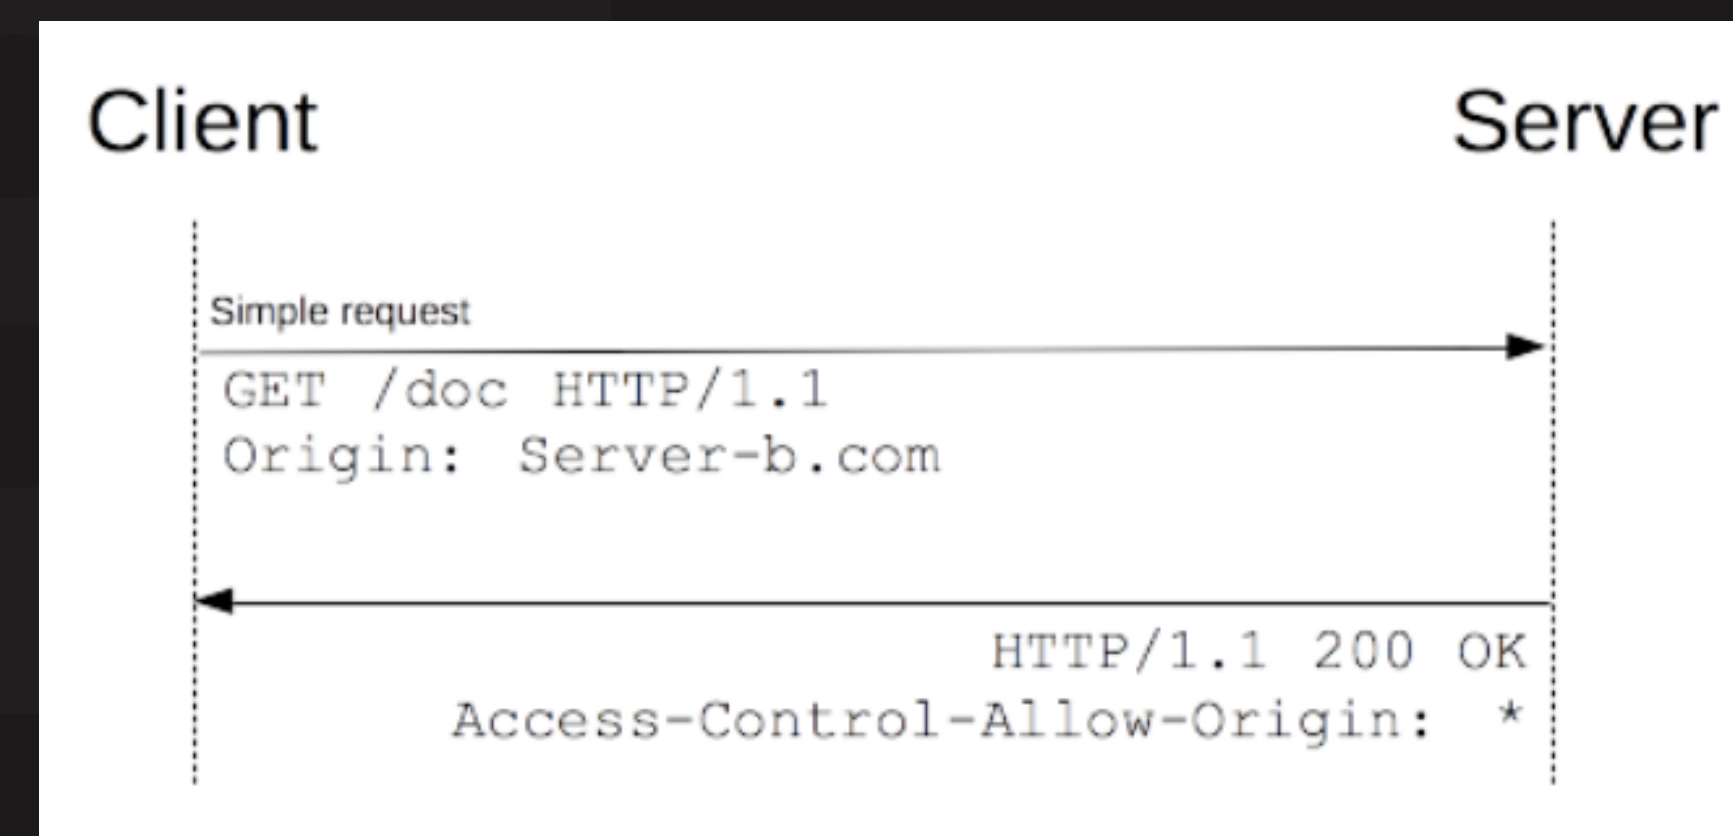 Client
Server
Simple request
GET /doc HTTP/1.1
Origin: Server-b.com
HTTP/1.1 200 OK
Access-Control-Allow-Origin: *